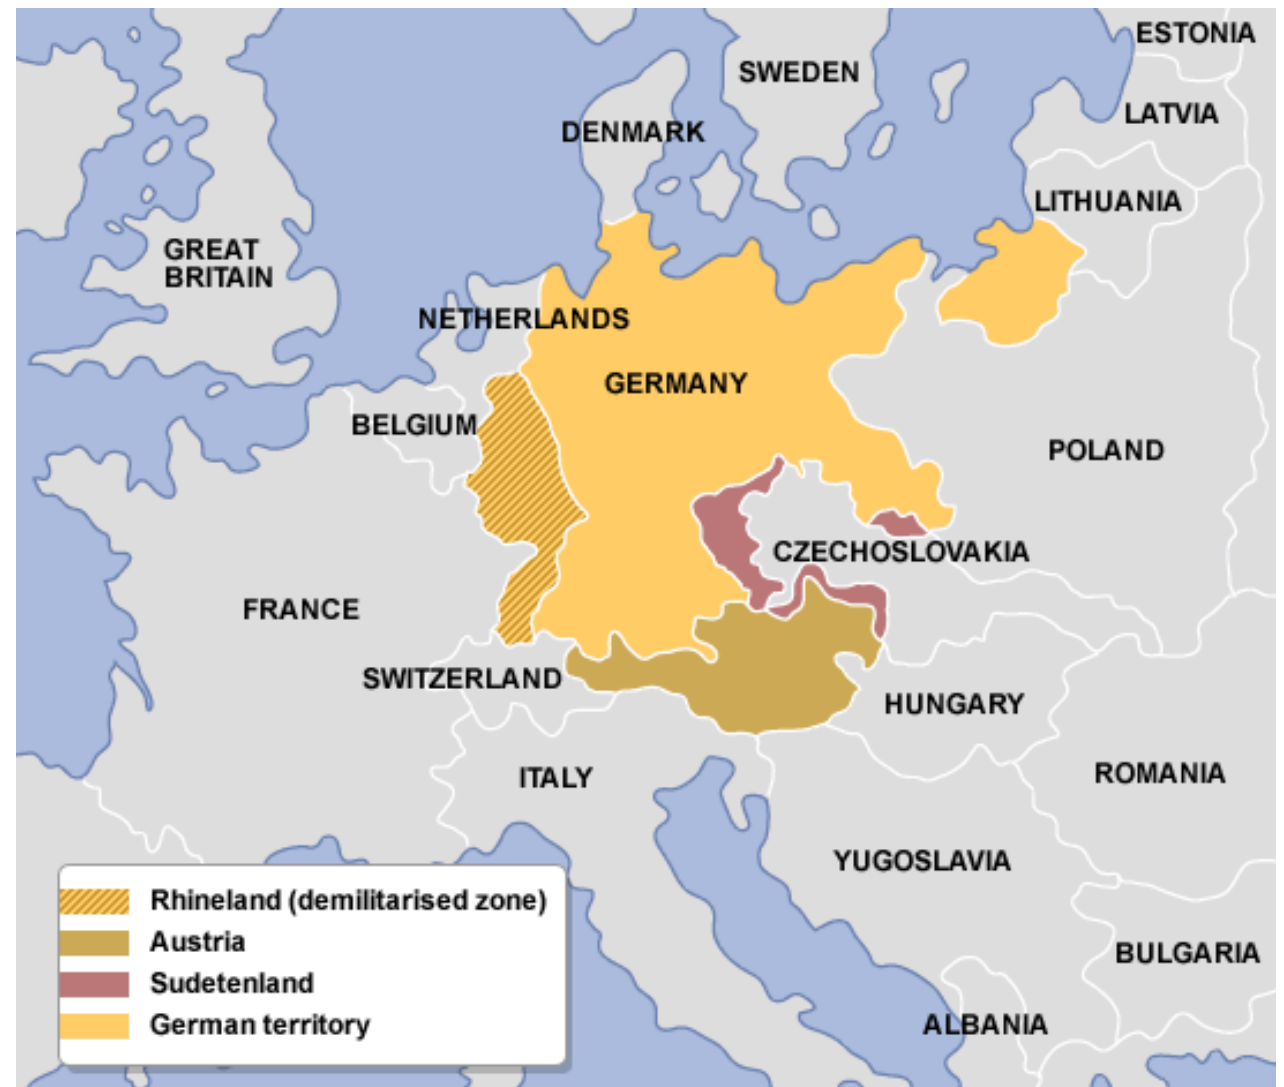 ESTONIA
SWEDEN
LATVIA
DENMARK
LITHUANIA
GREAT
BRITAIN
NETHERLANDS
GERMANY
BELGIUM
POLAND
CZECHOSLOVAKIA
FRANCE
SWITZERLAND
HUNGARY
ITALY
ROMANIA
YUGOSLAVIA
BULGARIA
ALBANIA
Rhineland (demilitarised zone)
Austria
Sudetenland
German territory